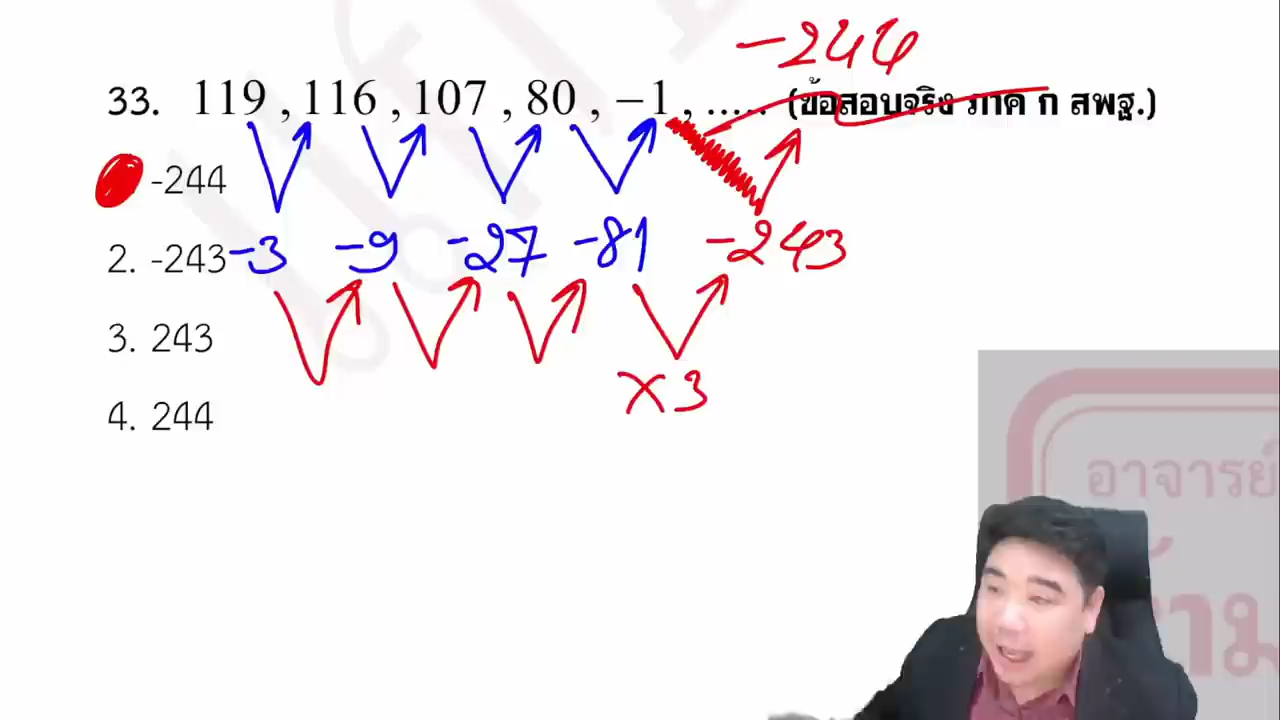 -244
33. 119 , 116 , 107 , 80 , −1 , ..... (ข้อสอบจริง ภาค ก สพฐ.)
-244
2. -243
-3 -9 -27 -81 -243
3. 243
×3
4. 244
อาจารย์